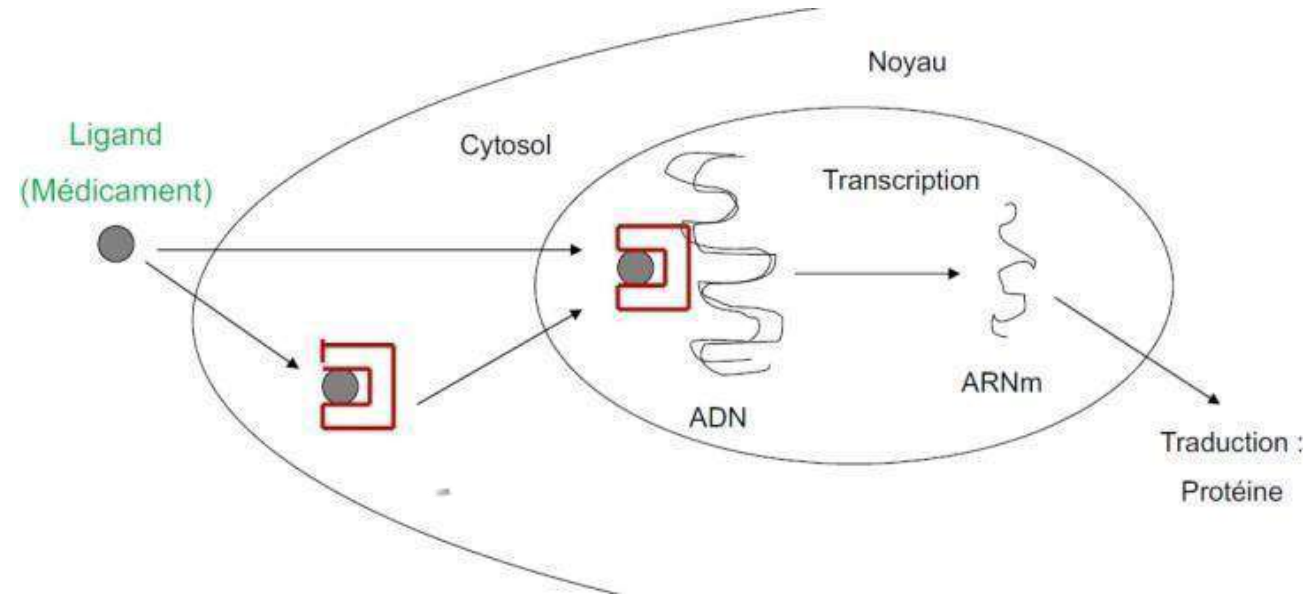 Noyau
Ligand
(Médicament)
Cytosol
Transcription
ADN
ARNm
Traduction :
Protéine